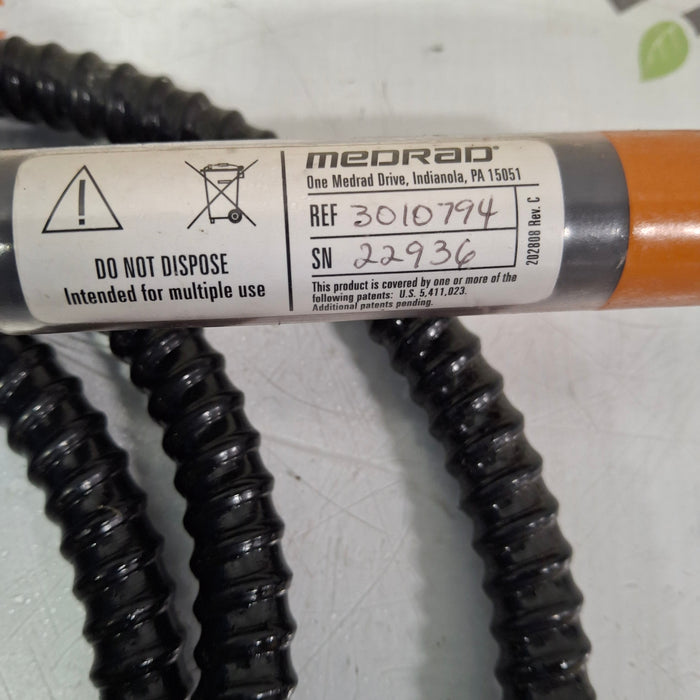 DO NOT DISPOSE
Intended for multiple use
MEDRAD®
One Medrad Drive, Indianola, PA 15051
REF 3010794
SN 22936
This product is covered by one or more of the
following patents: U.S. 5,411,023.
Additional patents pending.
202808 Rev. C